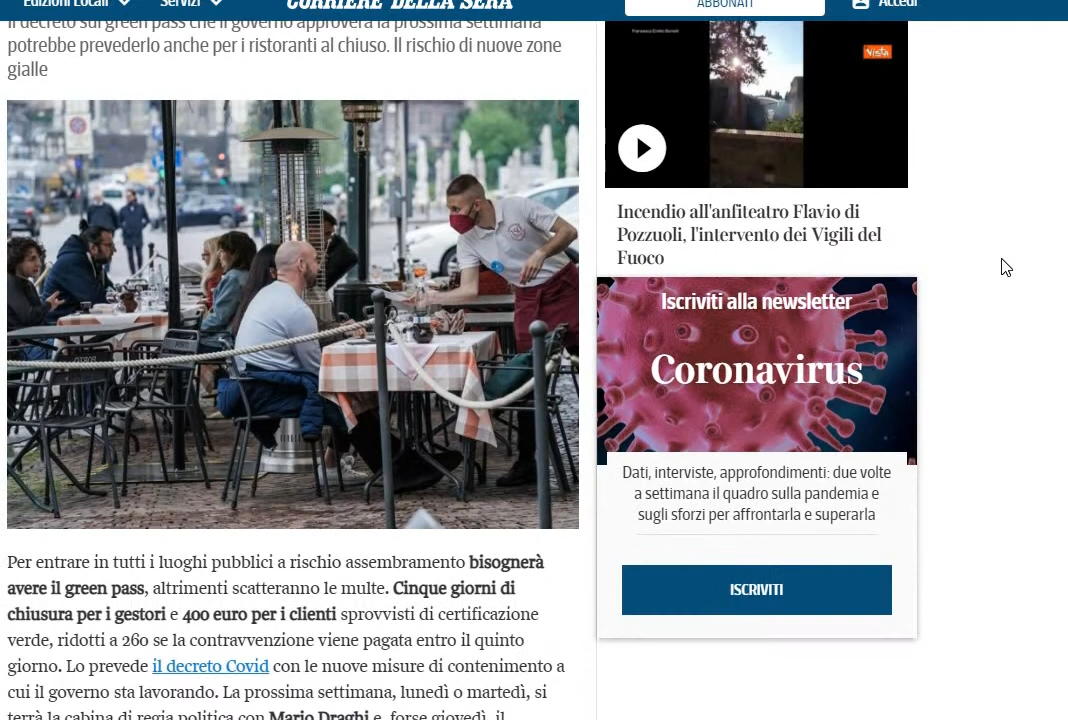 Edizioni Locali
Servizi
CORRIERE DELLA SERA
ABBONATI
Accedi
Il decreto sul green pass che il governo approverà la prossima settimana
potrebbe prevederlo anche per i ristoranti al chiuso. Il rischio di nuove zone
gialle
Per entrare in tutti i luoghi pubblici a rischio assembramento bisognerà
avere il green pass, altrimenti scatteranno le multe. Cinque giorni di
chiusura per i gestori e 400 euro per i clienti sprovvisti di certificazione
verde, ridotti a 260 se la contravvenzione viene pagata entro il quinto
giorno. Lo prevede il decreto Covid con le nuove misure di contenimento a
cui il governo sta lavorando. La prossima settimana, lunedì o martedì, si
terrà la cabina di regia politica con Mario Draghi e, forse giovedì, il
Vista
Incendio all'anfiteatro Flavio di
Pozzuoli, l'intervento dei Vigili del
Fuoco
Iscriviti alla newsletter
Coronavirus
Dati, interviste, approfondimenti: due volte
a settimana il quadro sulla pandemia e
sugli sforzi per affrontarla e superarla
ISCRIVITI